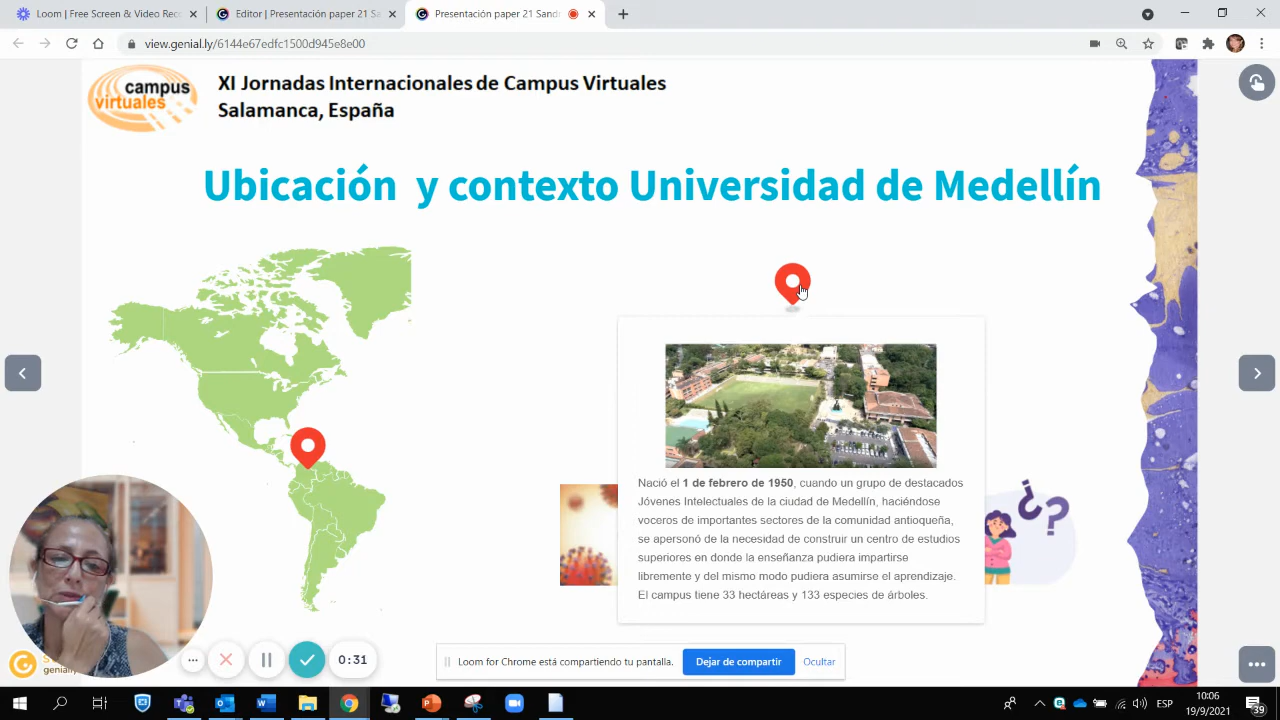 Loom | Free Screen & Video Rec
Editor | Presentación paper 21 Sa
Presentación paper 21 Sand
view.genial.ly/6144e67edfc1500d945e8e00
campus
virtuales
XI Jornadas Internacionales de Campus Virtuales
Salamanca, España
Ubicación y contexto Universidad de Medellín
Nació el 1 de febrero de 1950, cuando un grupo de destacados
Jóvenes Intelectuales de la ciudad de Medellín, haciéndose
voceros de importantes sectores de la comunidad antioqueña,
se apersonó de la necesidad de construir un centro de estudios
superiores en donde la enseñanza pudiera impartirse
libremente y del mismo modo pudiera asumirse el aprendizaje.
El campus tiene 33 hectáreas y 133 especies de árboles.
¿?
genially
0:31
Loom for Chrome está compartiendo tu pantalla.
Dejar de compartir
Ocultar
ESP
10:06
19/9/2021
39